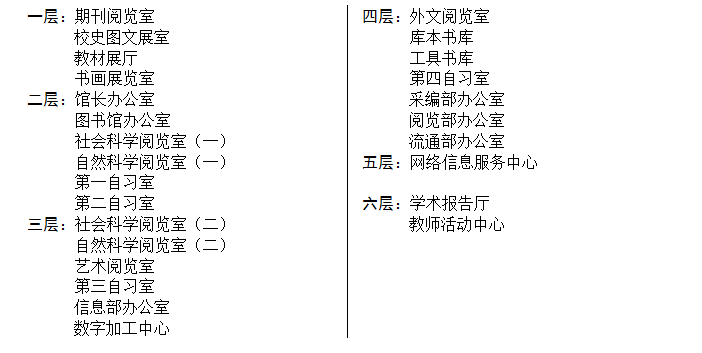 一层：期刊阅览室
校史图文展室
教材展厅
书画展览室
二层：馆长办公室
图书馆办公室
社会科学阅览室（一）
自然科学阅览室（一）
第一自习室
第二自习室
三层：社会科学阅览室（二）
自然科学阅览室（二）
艺术阅览室
第三自习室
信息部办公室
数字加工中心
四层：外文阅览室
库本书库
工具书库
第四自习室
采编部办公室
阅览部办公室
流通部办公室
五层：网络信息服务中心
六层：学术报告厅
教师活动中心